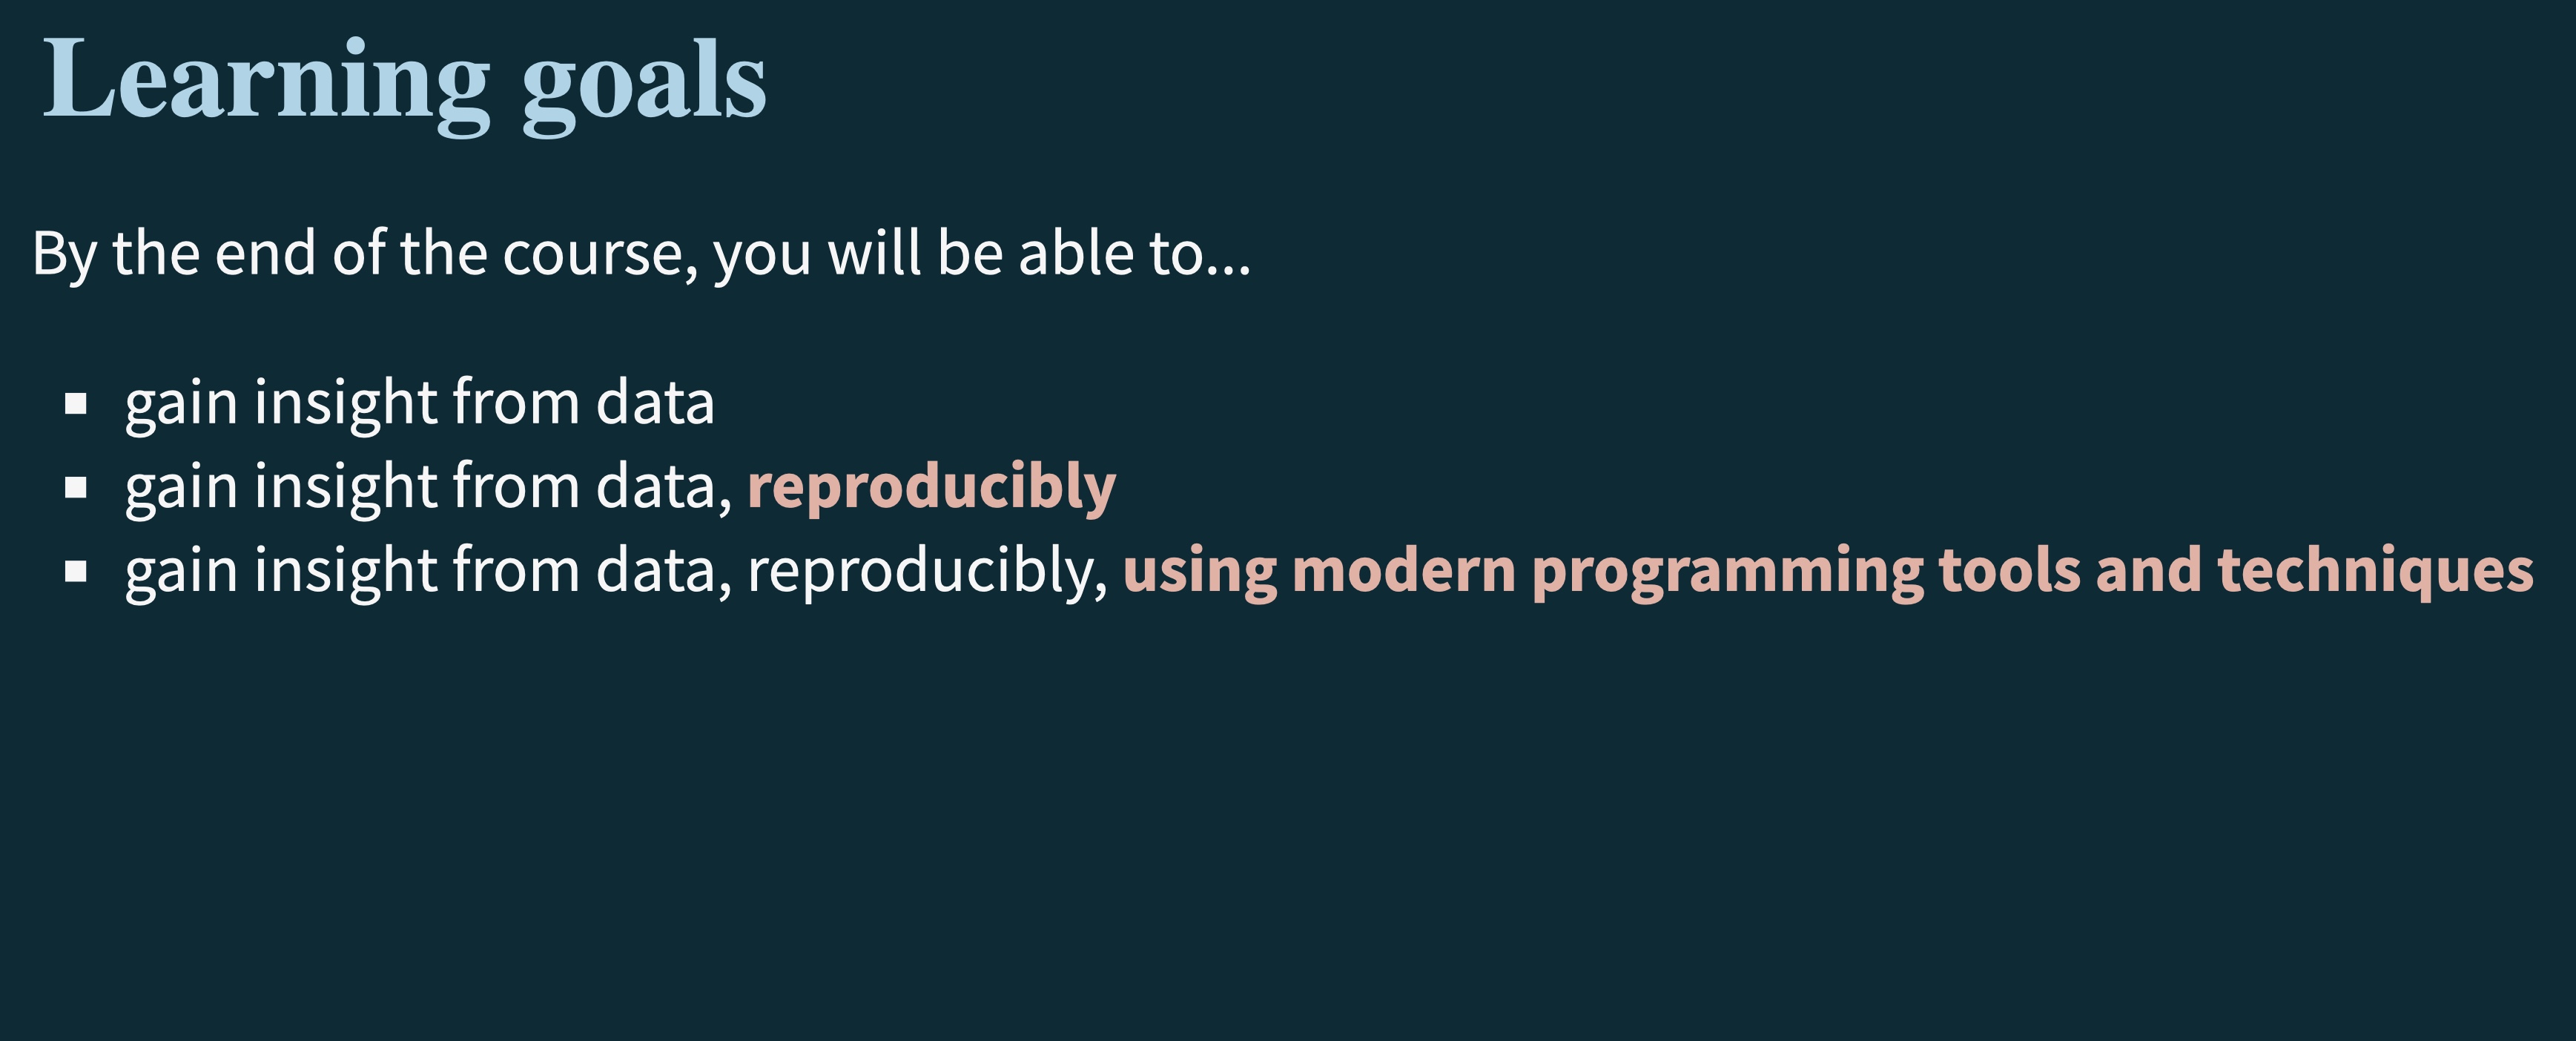 Learning goals
By the end of the course, you will be able to...
gain insight from data
gain insight from data, reproducibly
gain insight from data, reproducibly, using modern programming tools and techniques